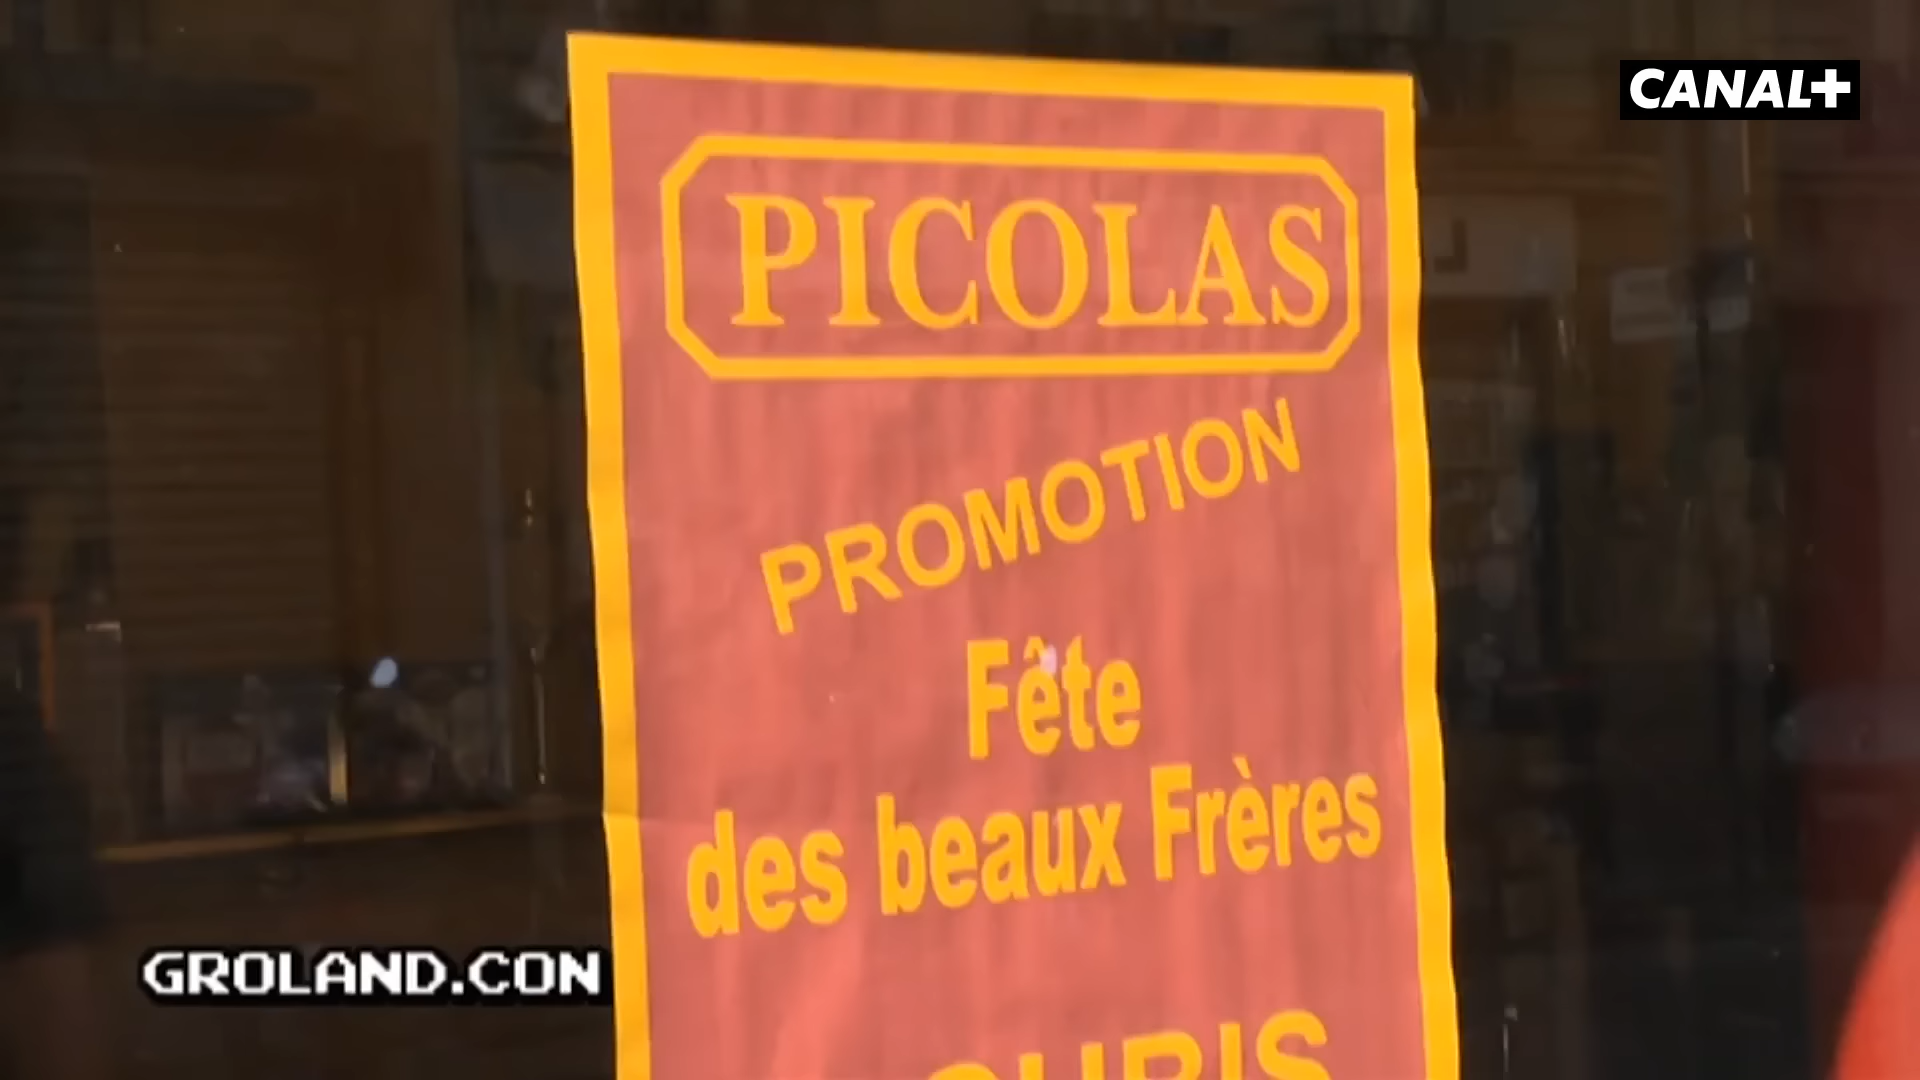 CANAL+
PICOLAS
PROMOTION
Fête
des beaux Frères
GROLAND.CON